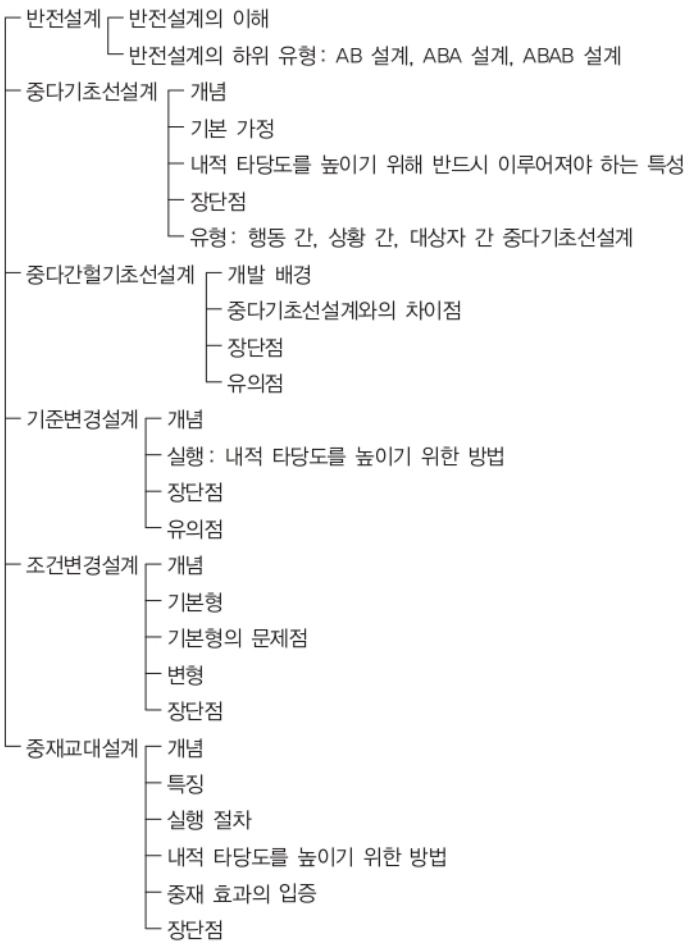 반전설계 반전설계의 이해
반전설계의 하위 유형: AB 설계, ABA 설계, ABAB 설계
중다기초선설계 개념
기본 가정
내적 타당도를 높이기 위해 반드시 이루어져야 하는 특성
장단점
유형: 행동 간, 상황 간, 대상자 간 중다기초선설계
중다간헐기초선설계 개발 배경
중다기초선설계와의 차이점
장단점
유의점
기준변경설계 개념
실행: 내적 타당도를 높이기 위한 방법
장단점
유의점
조건변경설계 개념
기본형
기본형의 문제점
변형
장단점
중재교대설계 개념
특징
실행 절차
내적 타당도를 높이기 위한 방법
중재 효과의 입증
장단점